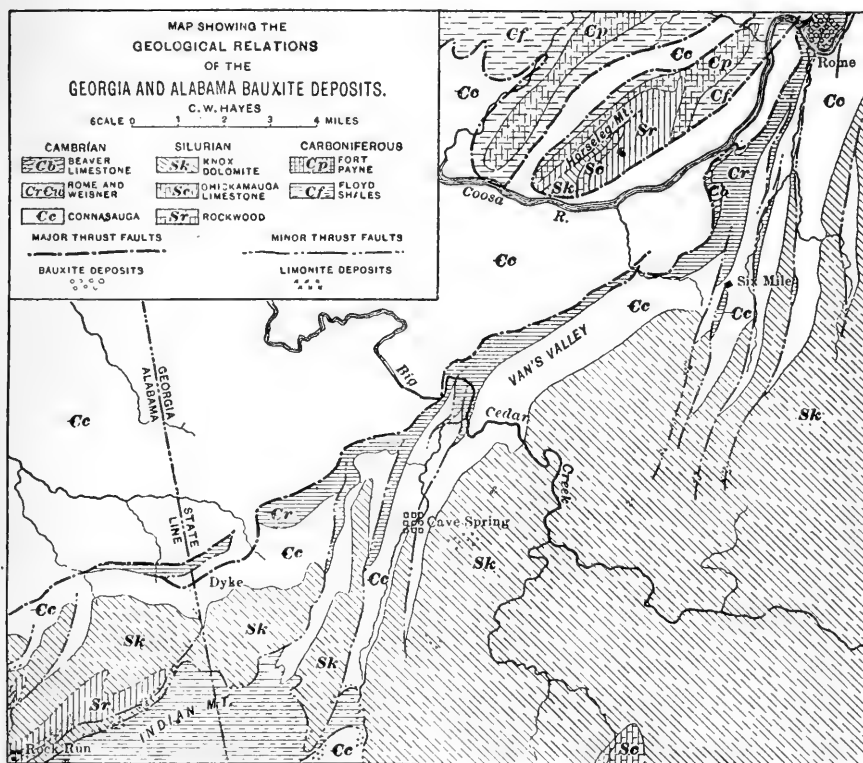 MAP SHOWING THE
GEOLOGICAL RELATIONS
OF THE
GEORGIA AND ALABAMA BAUXITE DEPOSITS.
C. W. HAYES
SCALE 0 1 2 3 4 MILES
CAMBRIAN SILURIAN CARBONIFEROUS
Cb BEAVER LIMESTONE Sk KNOX DOLOMITE Cp FORT PAYNE
ROME AND WEISNER Sc CHICKAMAUGA LIMESTONE Cf FLOYD SHALES
Cc CONNASAUGA Sr ROCKWOOD
MAJOR THRUST FAULTS MINOR THRUST FAULTS
BAUXITE DEPOSITS LIMONITE DEPOSITS
Cf
Cp
Cc
Cp
Rome
Cc
Cf
Cc
Horseleg Mt.
Sr
Sc
Sk
Cr
Cb
Coosa
R.
Cc
Six Mile
Cc
Cc
VAN'S VALLEY
Big
GEORGIA
ALABAMA
Cedar
Sk
Cc
Creek
STATE
LINE
Cr
Cave Spring
Sk
Cc
Dyke
Cc
Cc
Sk
Sk
Sk
Sr
INDIAN MT.
Rock Run
Cc
Sc